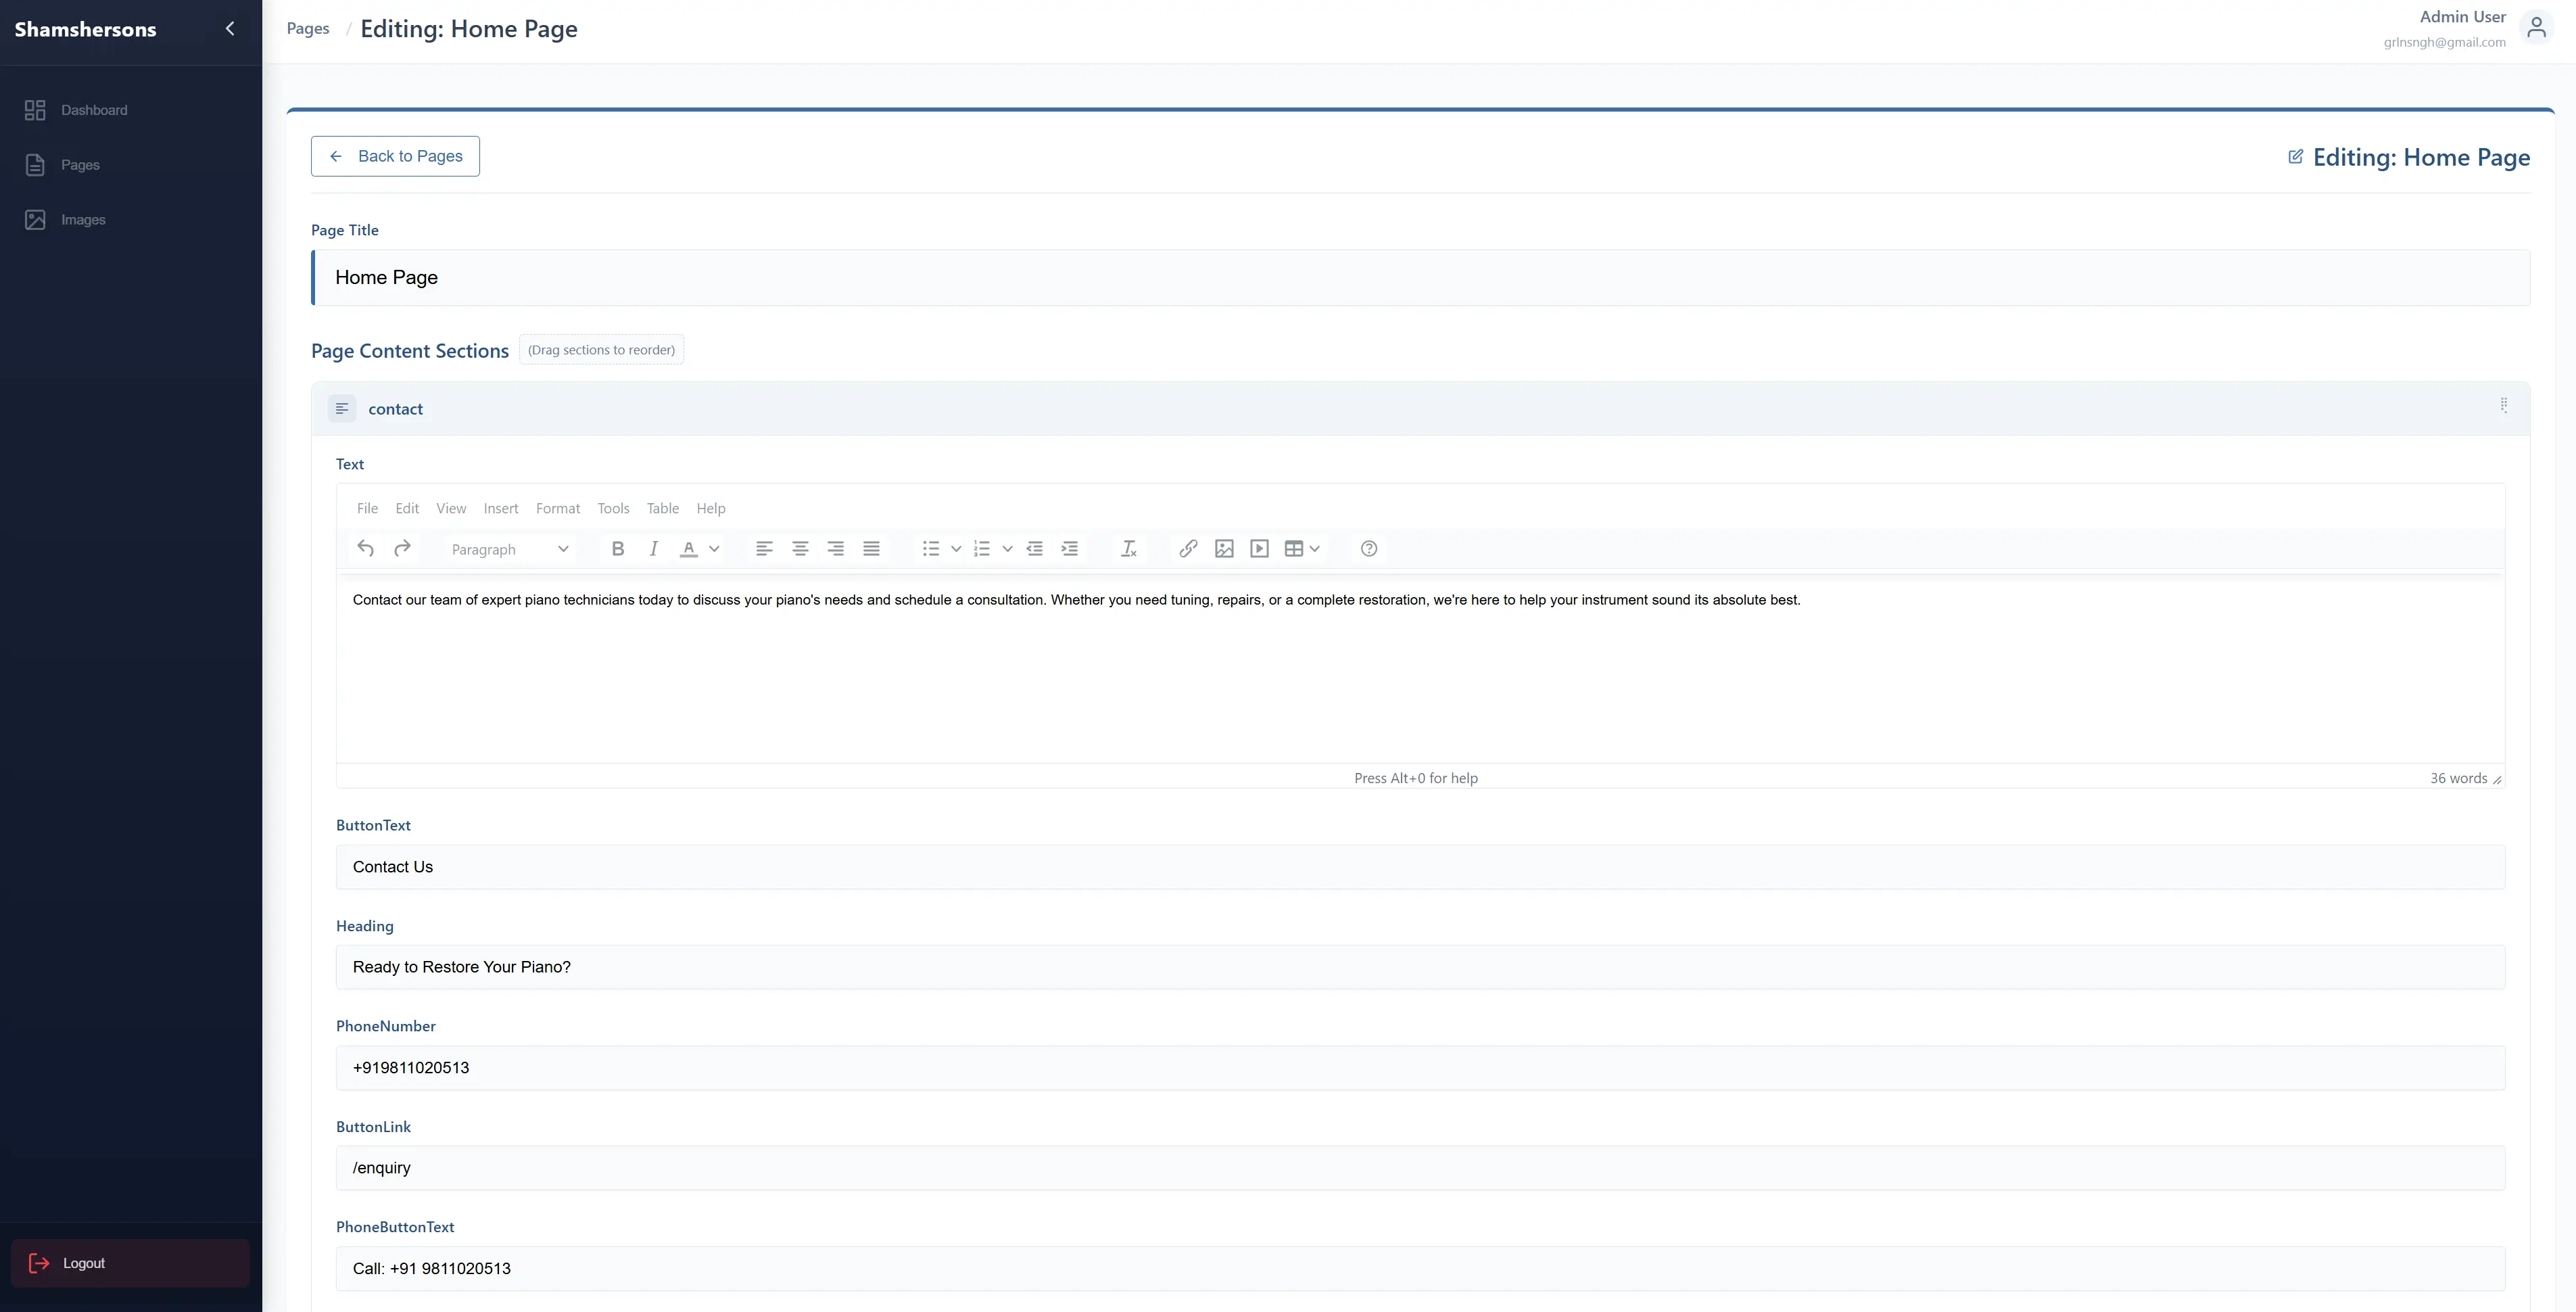 Shamshersons
Pages / Editing: Home Page
Admin User
grlnsngh@gmail.com
Dashboard
Pages
Images
Logout
Back to Pages
Editing: Home Page
Page Title
Home Page
Page Content Sections (Drag sections to reorder)
contact
Text
File Edit View Insert Format Tools Table Help
Paragraph B I A
Contact our team of expert piano technicians today to discuss your piano's needs and schedule a consultation. Whether you need tuning, repairs, or a complete restoration, we're here to help your instrument sound its absolute best.
Press Alt+0 for help
36 words
ButtonText
Contact Us
Heading
Ready to Restore Your Piano?
PhoneNumber
+919811020513
ButtonLink
/enquiry
PhoneButtonText
Call: +91 9811020513